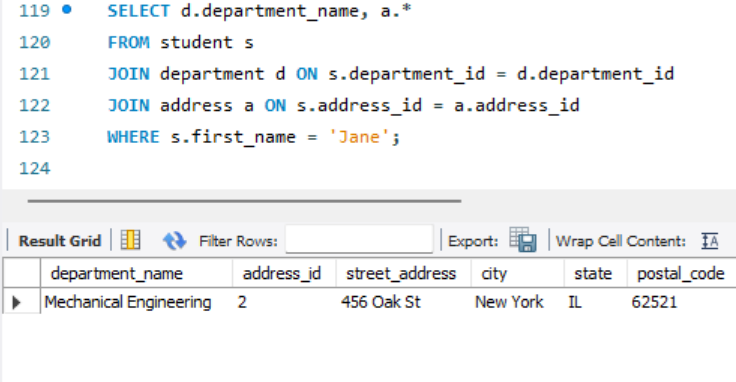 119 SELECT d.department_name, a.*
120 FROM student s
121 JOIN department d ON s.department_id = d.department_id
122 JOIN address a ON s.address_id = a.address_id
123 WHERE s.first_name = 'Jane';
124
Result Grid Filter Rows: Export: Wrap Cell Content: IA
department_name address_id street_address city state postal_code
Mechanical Engineering 2 456 Oak St New York IL 62521